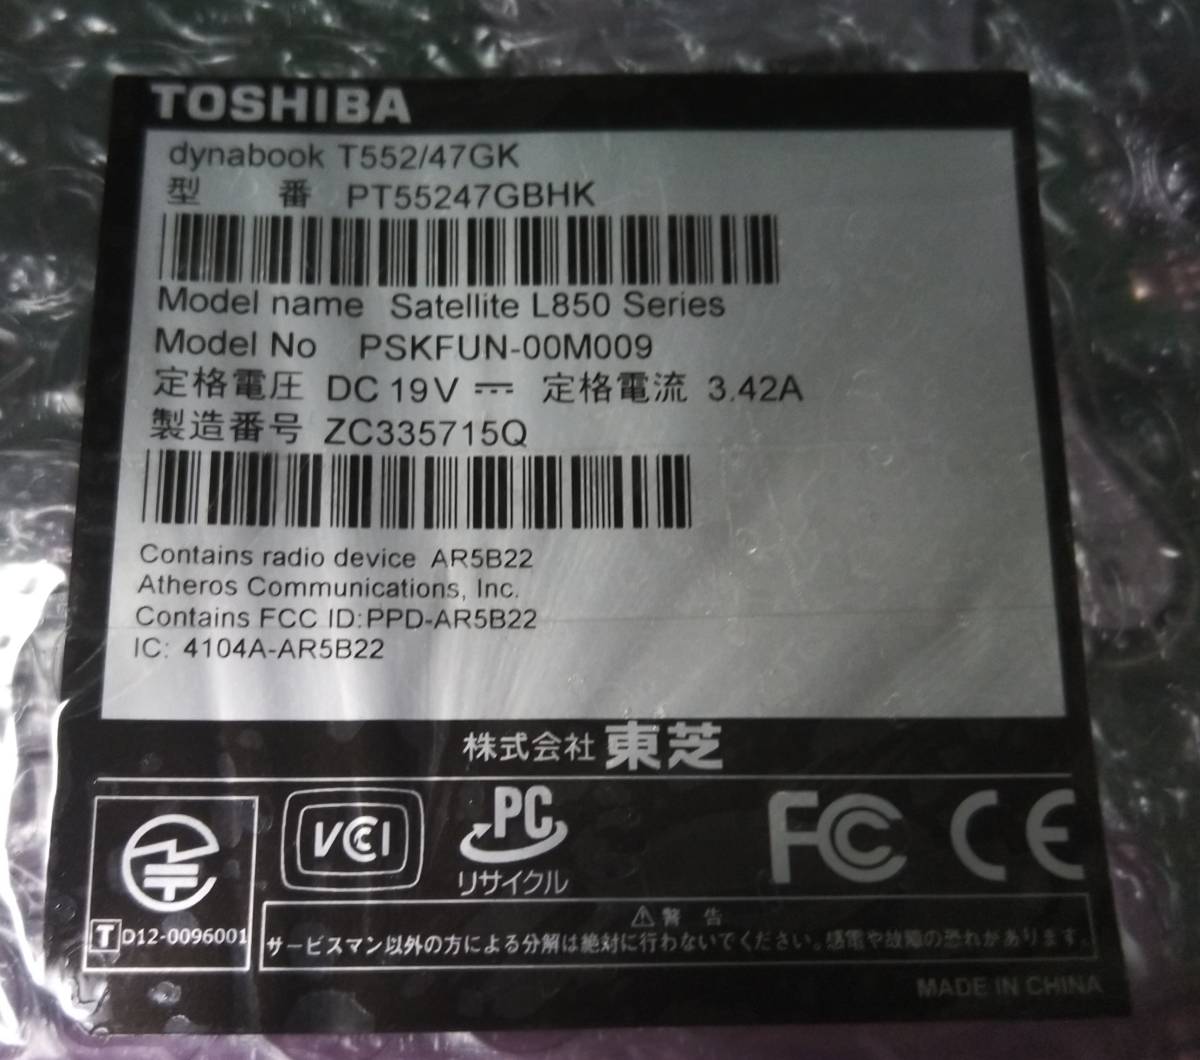 TOSHIBA
dynabook T552/47GK
型 番 PT55247GBHK
Model name Satellite L850 Series
Model No PSKFUN-00M009
定格電圧 DC 19V ⎓ 定格電流 3.42A
製造番号 ZC335715Q
Contains radio device AR5B22
Atheros Communications, Inc.
Contains FCC ID:PPD-AR5B22
IC: 4104A-AR5B22
株式会社 東芝
VCI PC FC CE
リサイクル
T D12-0096001
⚠ 警 告
サービスマン以外の方による分解は絶対に行わないでください。感電や故障の恐れがあります。
MADE IN CHINA